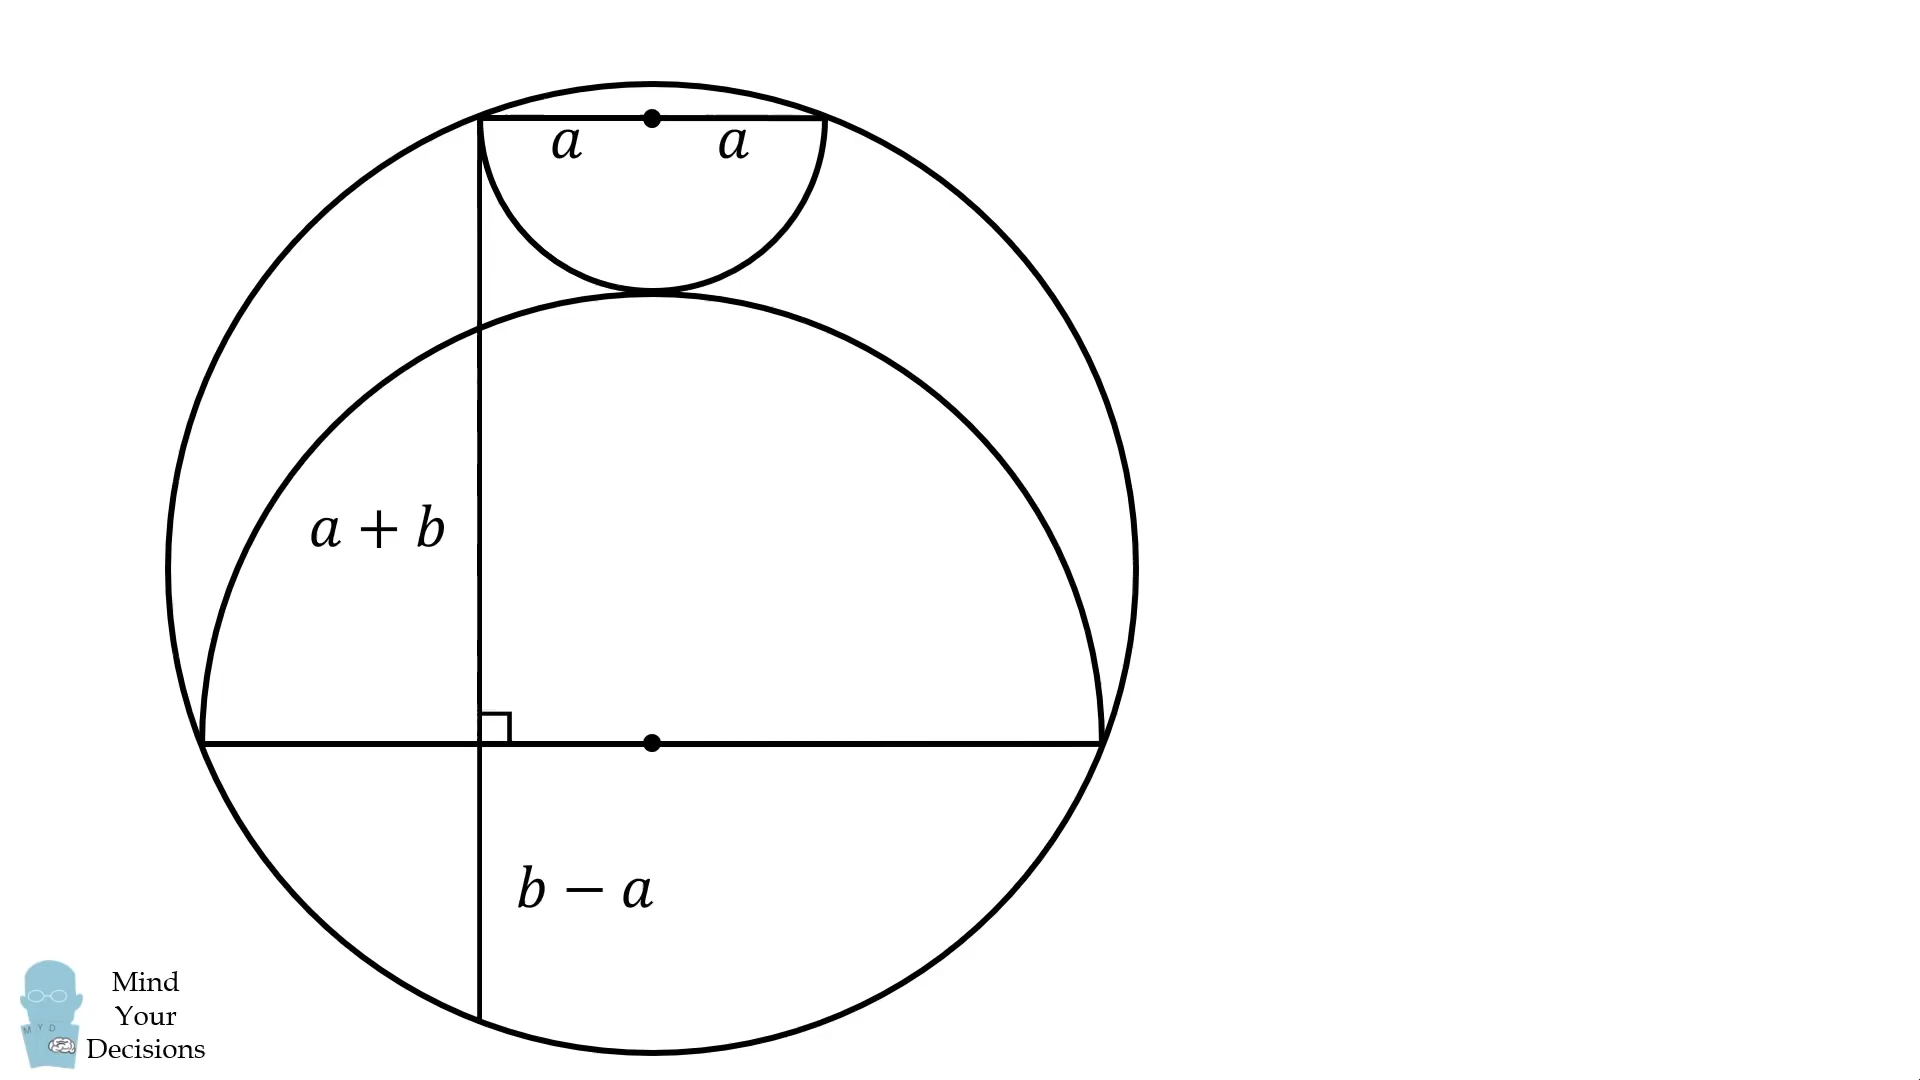 a a
a + b
b − a
M Y D
Mind
Your
Decisions